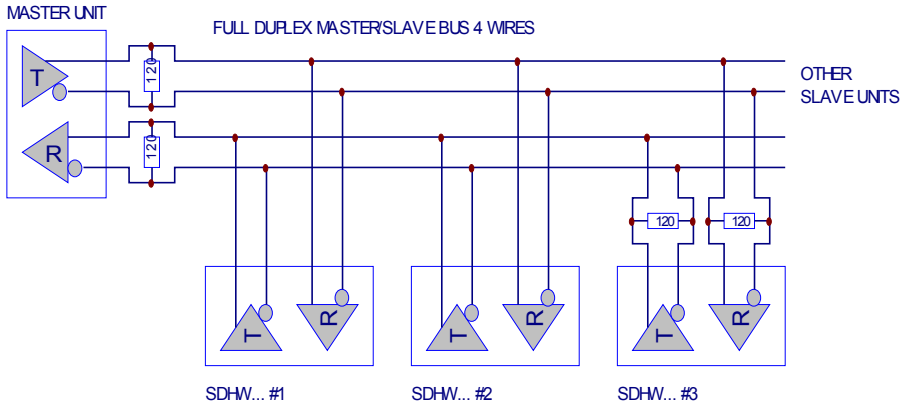 MASTER UNIT
FULL DUPLEX MASTER/SLAVE BUS 4 WIRES
T
120
OTHER
SLAVE UNITS
R
120
120
120
T
R
T
R
T
R
SDHW... #1
SDHW... #2
SDHW... #3